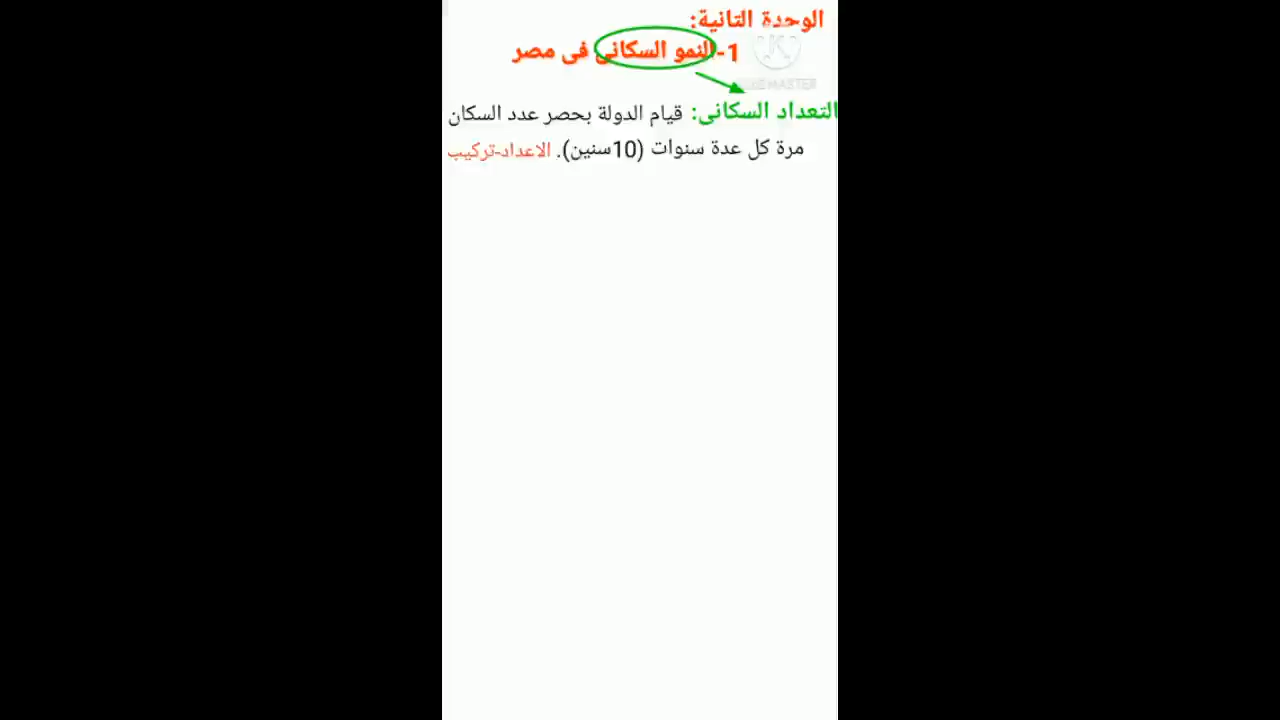 الوحدة التانية:
1-النمو السكانى فى مصر
التعداد السكانى: قيام الدولة بحصر عدد السكان
مرة كل عدة سنوات (10سنين). الاعداد-تركيب